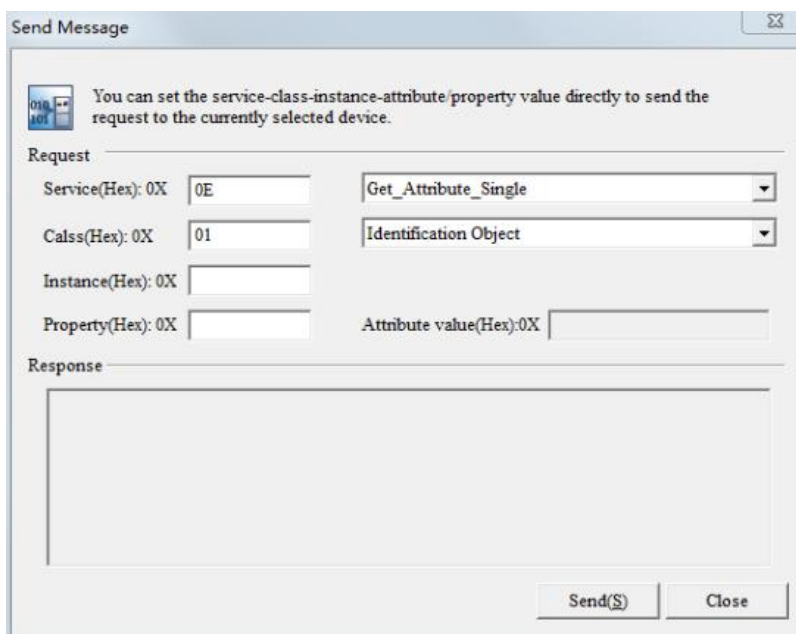 Send Message
You can set the service-class-instance-attribute/property value directly to send the
request to the currently selected device.
Request
Service(Hex): 0X 0E Get_Attribute_Single
Calss(Hex): 0X 01 Identification Object
Instance(Hex): 0X
Property(Hex): 0X Attribute value(Hex):0X
Response
Send(S) Close